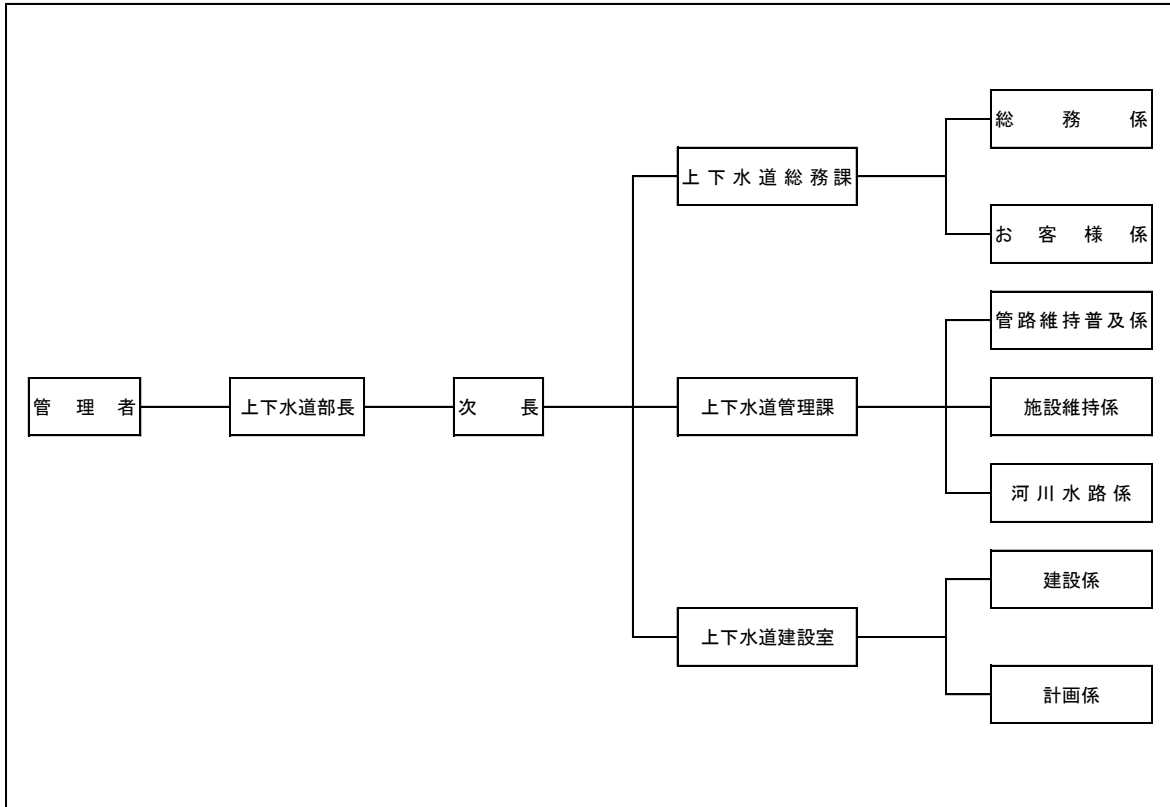 管理者
上下水道部長
次長
上下水道総務課
総務係
お客様係
上下水道管理課
管路維持普及係
施設維持係
河川水路係
上下水道建設室
建設係
計画係